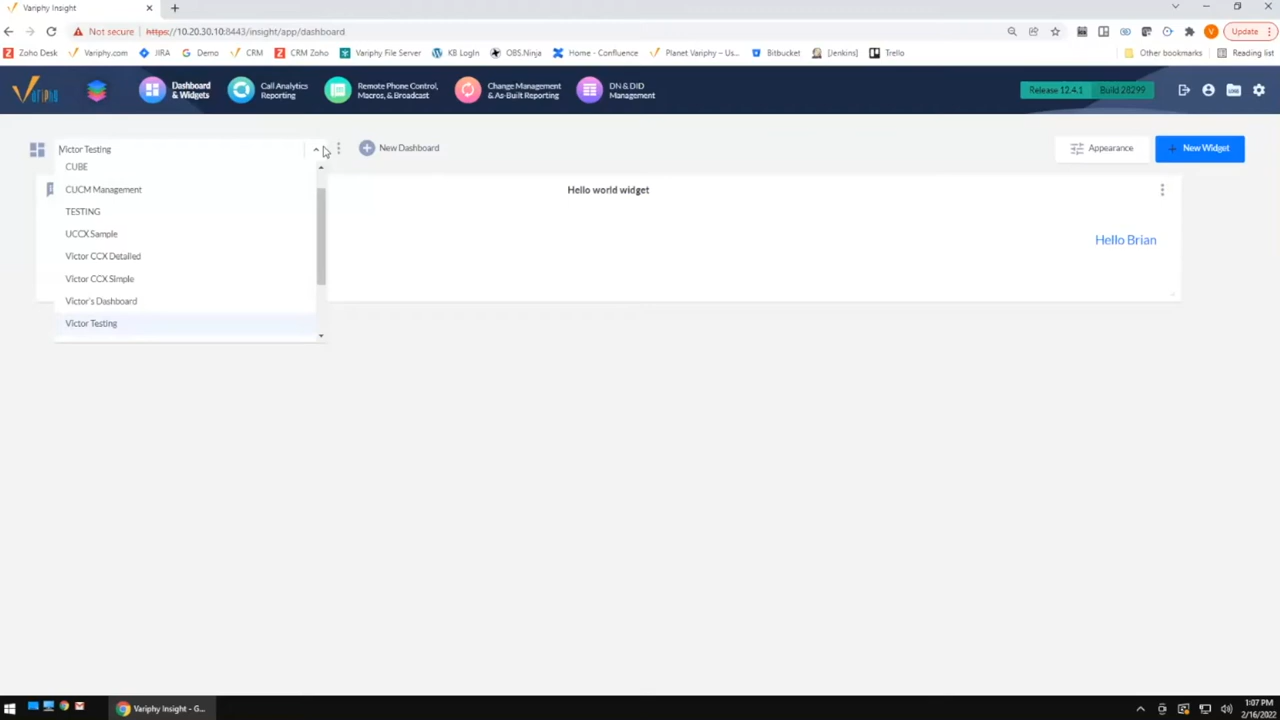 Variphy Insight
Not secure
https://10.20.30.10:8443/insight/app/dashboard
Update
Zoho Desk
Variphy.com
JIRA
Demo
CRM
CRM Zoho
Variphy File Server
KB Login
OBS.Ninja
Home - Confluence
Planet Variphy – Us...
Bitbucket
[Jenkins]
Trello
Other bookmarks
Reading list
Variphy
Dashboard
& Widgets
Call Analytics
Reporting
Remote Phone Control,
Macros, & Broadcast
Change Management
& As-Built Reporting
DN & DID
Management
Release 12.4.1
Build 28299
Victor Testing
New Dashboard
Appearance
+ New Widget
CUBE
CUCM Management
TESTING
UCCX Sample
Victor CCX Detailed
Victor CCX Simple
Victor's Dashboard
Victor Testing
Hello world widget
Hello Brian
Variphy Insight - G...
1:07 PM
2/16/2022